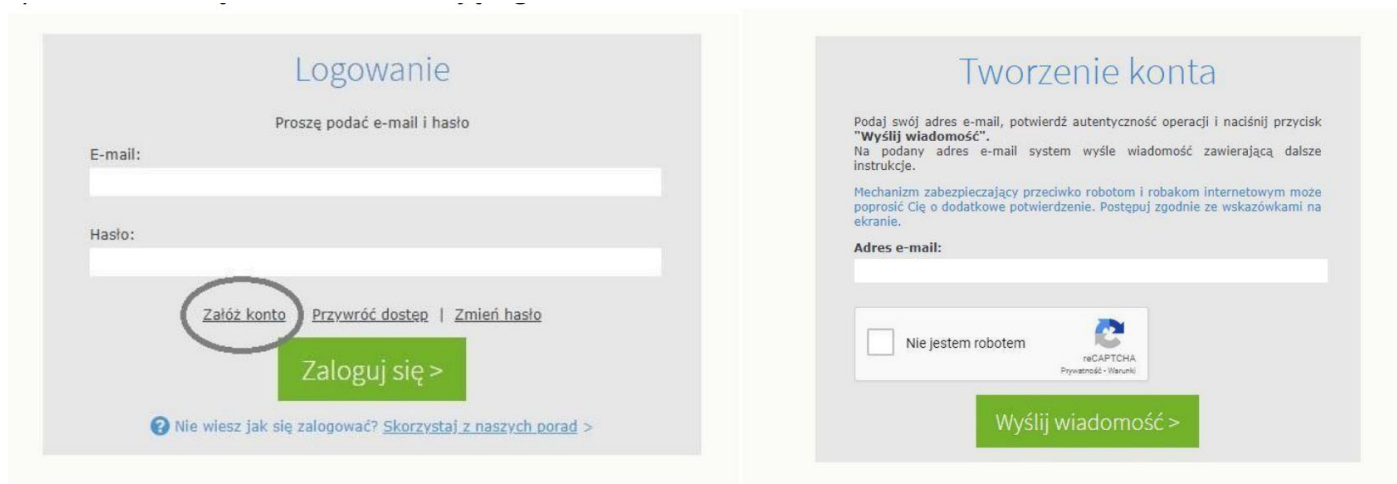 Logowanie
Proszę podać e-mail i hasło
E-mail:
Hasło:
Załóż konto Przywróć dostęp | Zmień hasło
Zaloguj się >
? Nie wiesz jak się zalogować? Skorzystaj z naszych porad >
Tworzenie konta
Podaj swój adres e-mail, potwierdź autentyczność operacji i naciśnij przycisk
"Wyślij wiadomość".
Na podany adres e-mail system wyśle wiadomość zawierającą dalsze
instrukcje.
Mechanizm zabezpieczający przeciwko robotom i robakom internetowym może
poprosić Cię o dodatkowe potwierdzenie. Postępuj zgodnie ze wskazówkami na
ekranie.
Adres e-mail:
Nie jestem robotem
reCAPTCHA
Prywatność - Warunki
Wyślij wiadomość >